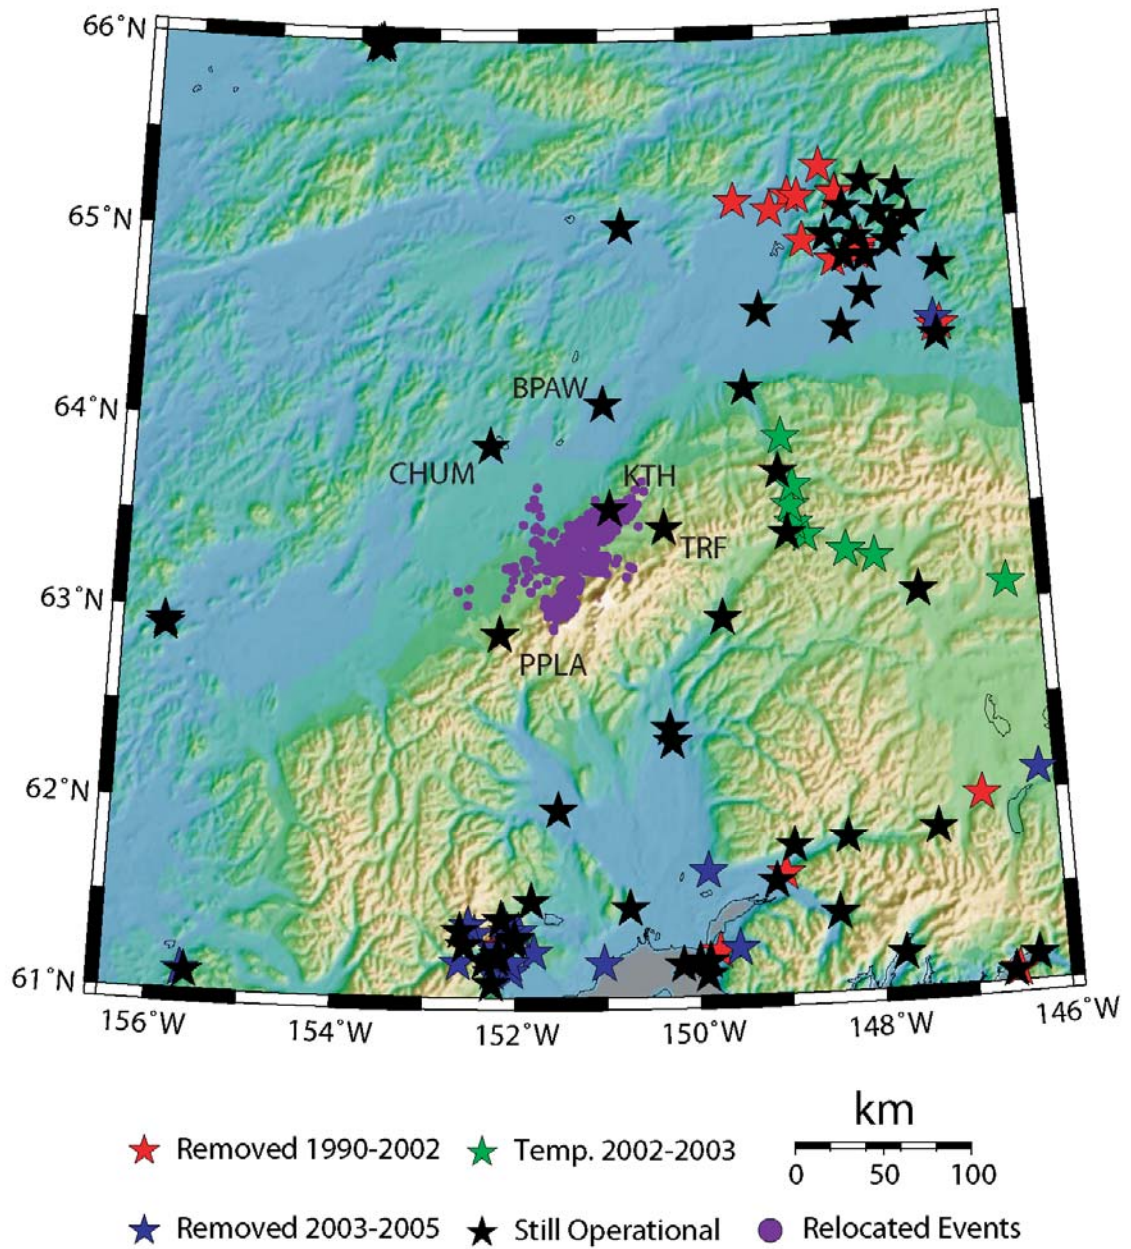 66°N
65°N
BPAW
64°N
CHUM
KTH
TRF
63°N
PPLA
62°N
61°N
156°W 154°W 152°W 150°W 148°W 146°W
km
Removed 1990-2002 Temp. 2002-2003
0 50 100
Removed 2003-2005 Still Operational Relocated Events